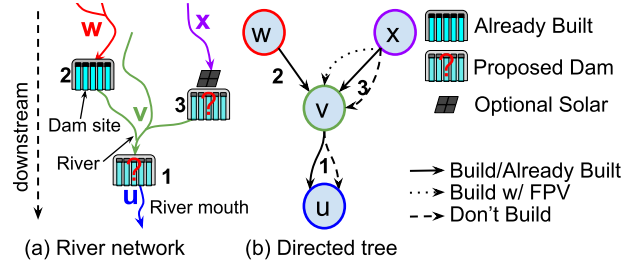 w
x
w
x
Already Built
2
?
2
3
?
Proposed Dam
v
3
?
v
Optional Solar
Dam site
downstream
River
?
1
1
Build/Already Built
u
River mouth
u
Build w/ FPV
Don't Build
(a) River network
(b) Directed tree